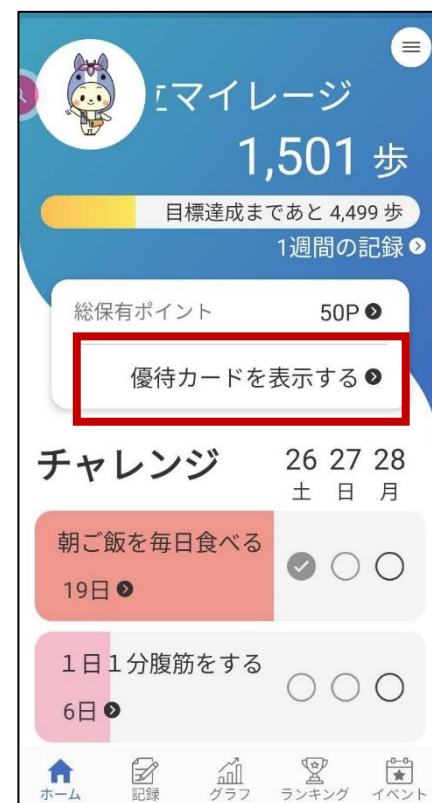 マイレージ
1,501 歩
目標達成まであと 4,499 歩
1週間の記録
総保有ポイント 50P
優待カードを表示する
チャレンジ 26 27 28
土 日 月
朝ご飯を毎日食べる
19日
1日1分腹筋をする
6日
ホーム 記録 グラフ ランキング イベント